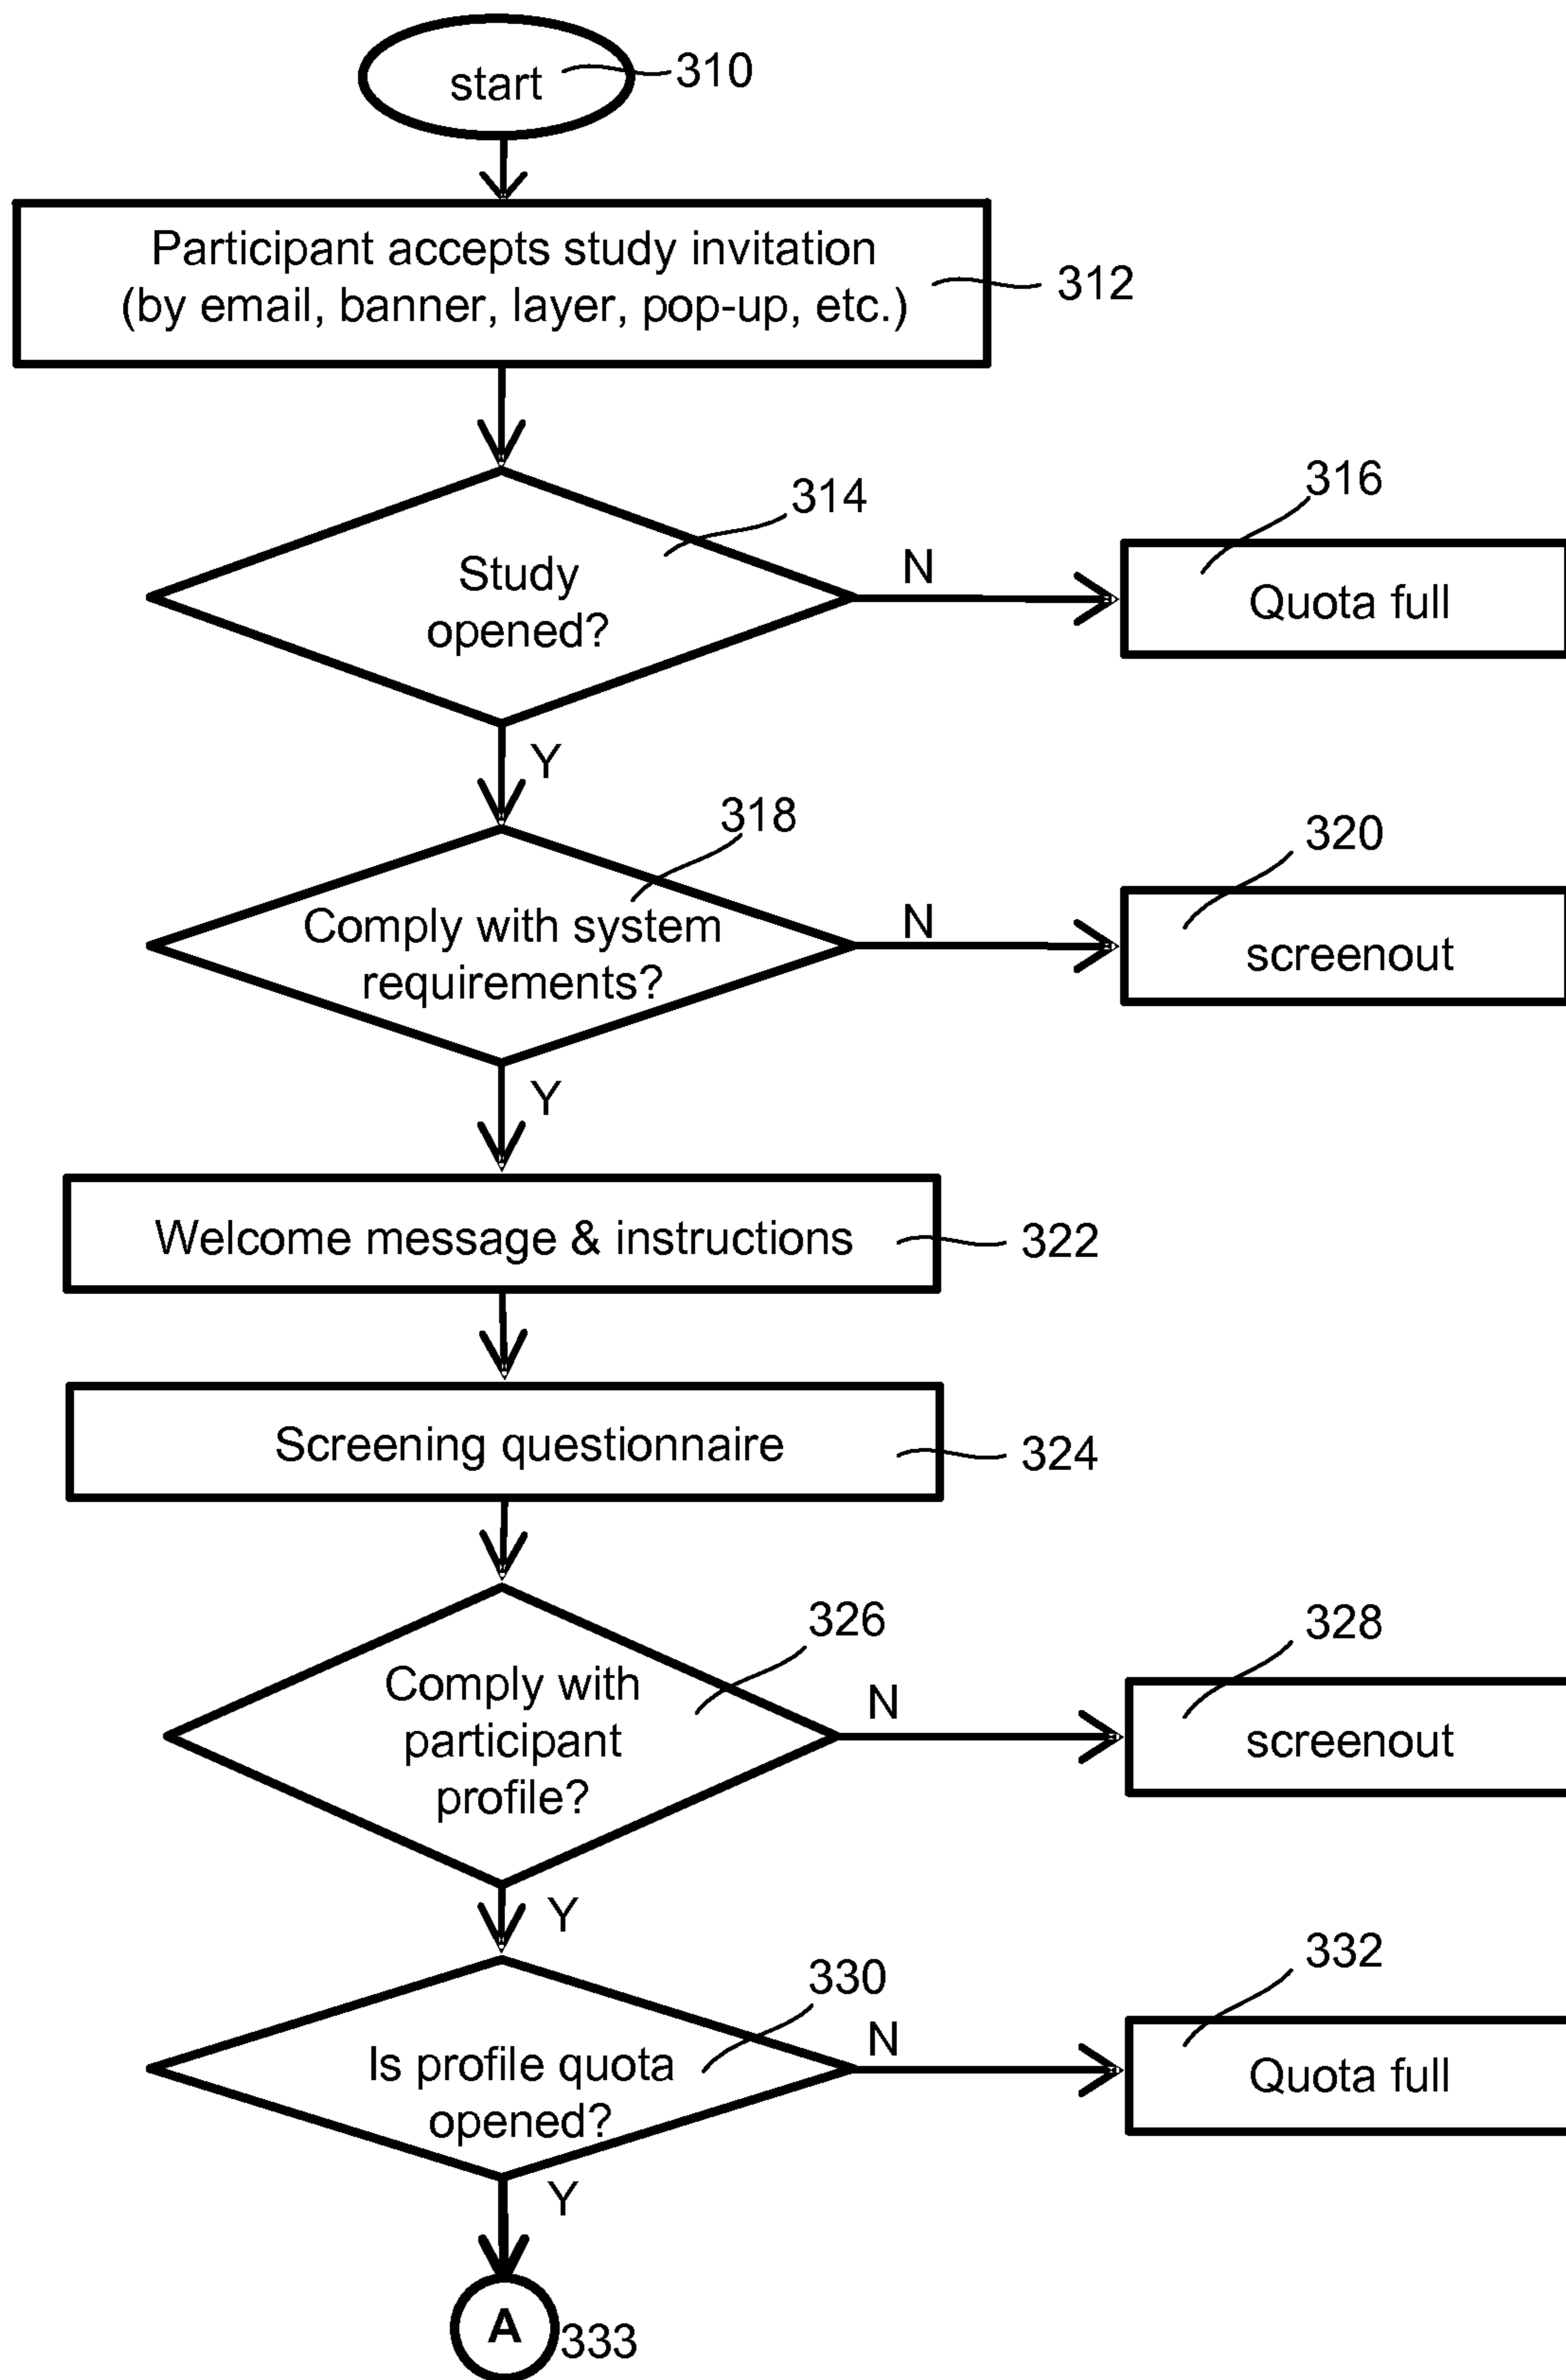 start
310
Participant accepts study invitation
(by email, banner, layer, pop-up, etc.)
312
314
Study
opened?
N
316
Quota full
Y
318
Comply with system
requirements?
N
320
screenout
Y
Welcome message & instructions
322
Screening questionnaire
324
326
Comply with
participant
profile?
N
328
screenout
Y
330
Is profile quota
opened?
N
332
Quota full
Y
A
333